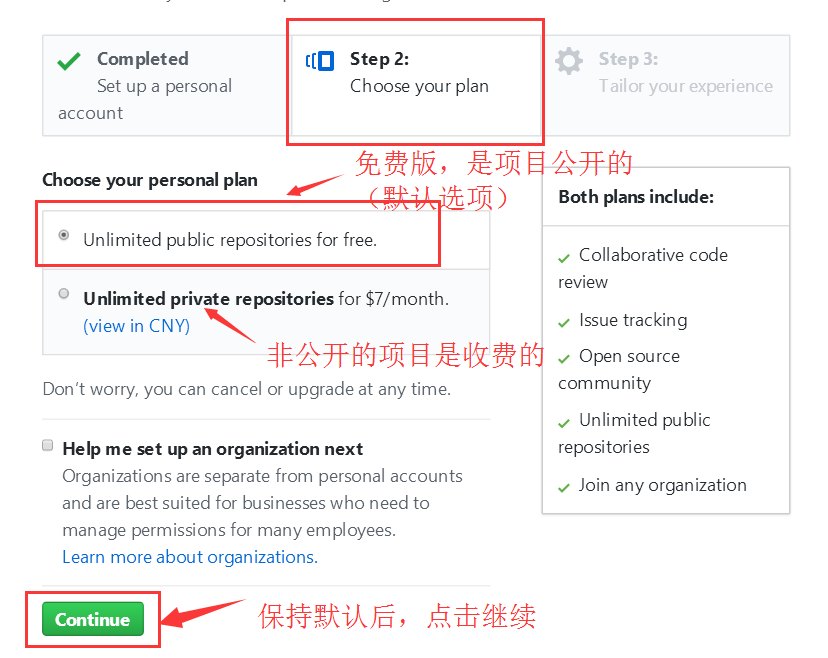 Completed
Set up a personal
account
Step 2:
Choose your plan
Step 3:
Tailor your experience
免费版，是项目公开的
（默认选项）
Choose your personal plan
Unlimited public repositories for free.
Unlimited private repositories for $7/month.
(view in CNY)
非公开的项目是收费的
Don't worry, you can cancel or upgrade at any time.
Help me set up an organization next
Organizations are separate from personal accounts
and are best suited for businesses who need to
manage permissions for many employees.
Learn more about organizations.
Continue
保持默认后，点击继续
Both plans include:
Collaborative code
review
Issue tracking
Open source
community
Unlimited public
repositories
Join any organization